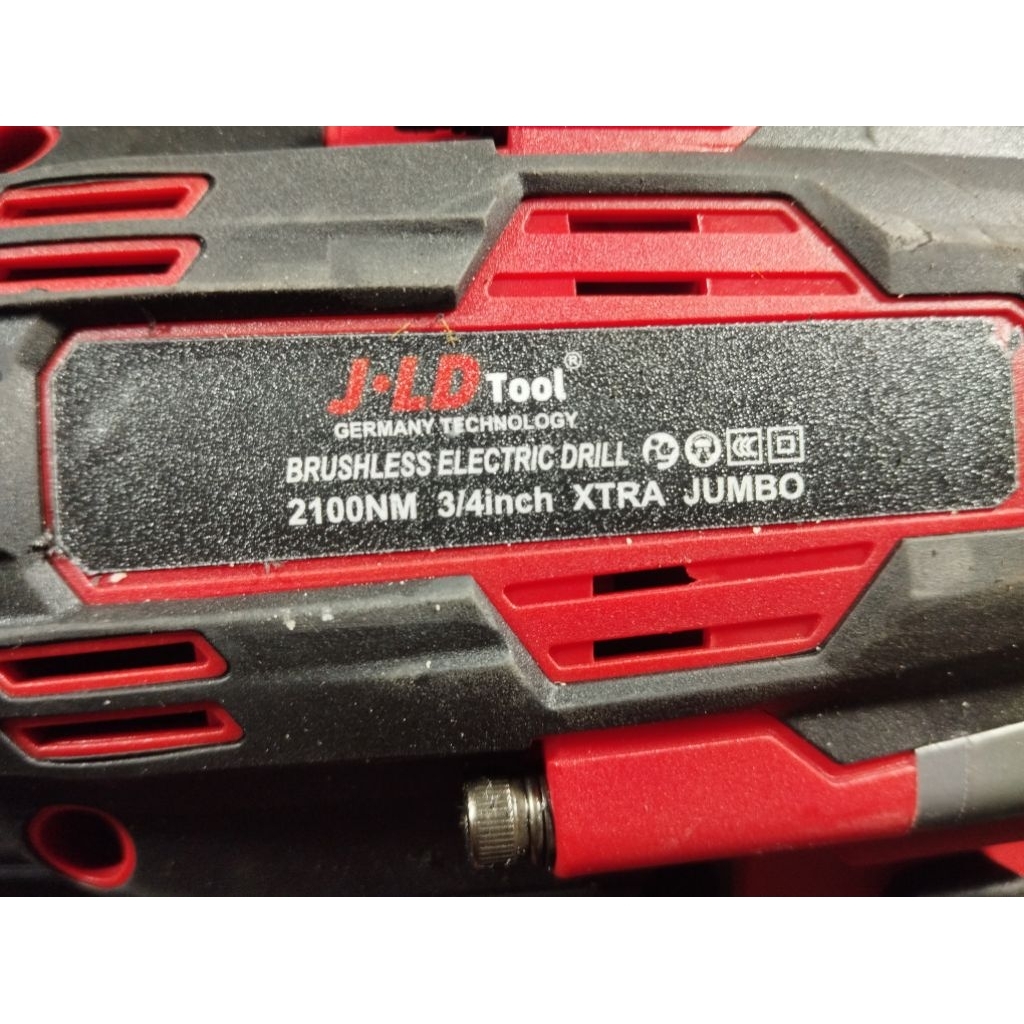 J·LD Tool®
GERMANY TECHNOLOGY
BRUSHLESS ELECTRIC DRILL
2100NM 3/4inch XTRA JUMBO